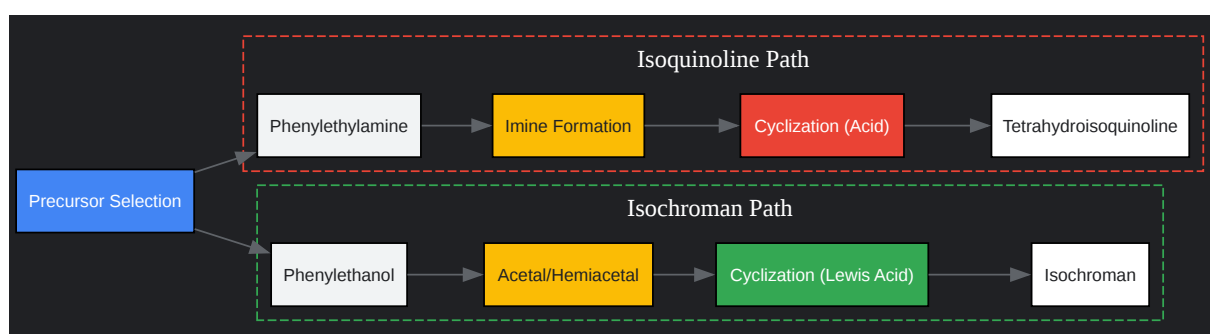 Isoquinoline Path
Phenylethylamine
Imine Formation
Cyclization (Acid)
Tetrahydroisoquinoline
Precursor Selection
Isochroman Path
Phenylethanol
Acetal/Hemiacetal
Cyclization (Lewis Acid)
Isochroman